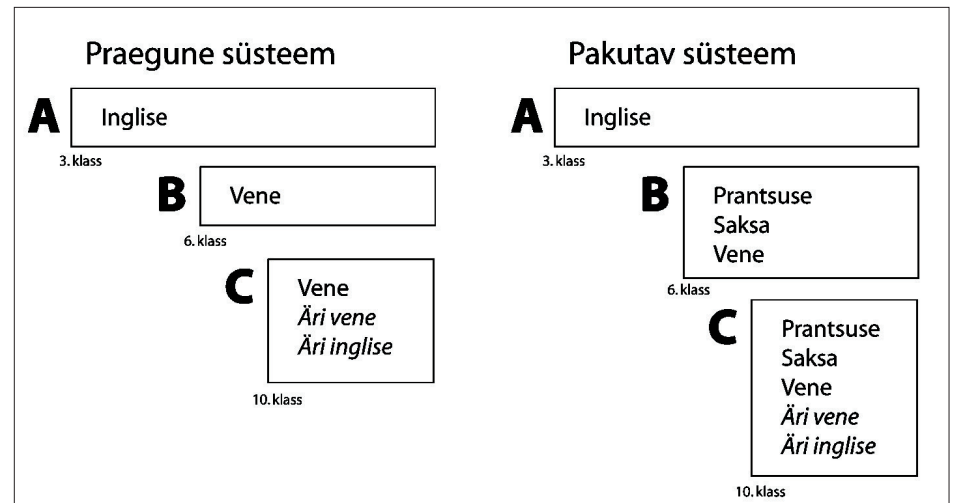 Praegune süsteem
A
Inglise
3. klass
B
Vene
6. klass
C
Vene
Äri vene
Äri inglise
10. klass
Pakutav süsteem
A
Inglise
3. klass
B
Prantsuse
Saksa
Vene
6. klass
C
Prantsuse
Saksa
Vene
Äri vene
Äri inglise
10. klass